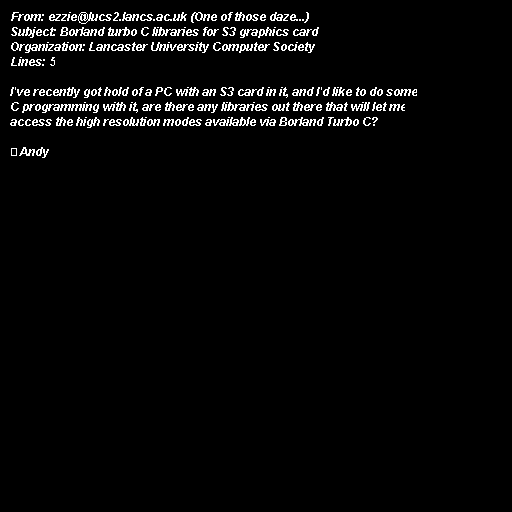 From: ezzie@lucs2.lancs.ac.uk (One of those daze...)
Subject: Borland turbo C libraries for S3 graphics card
Organization: Lancaster University Computer Society
Lines: 5

I've recently got hold of a PC with an S3 card in it, and I'd like to do some
C programming with it, are there any libraries out there that will let me
access the high resolution modes available via Borland Turbo C?

Andy